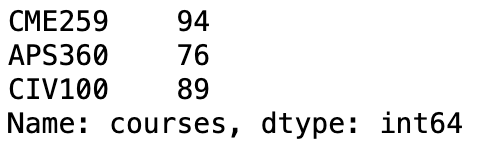 CME259    94
APS360    76
CIV100    89
Name: courses, dtype: int64